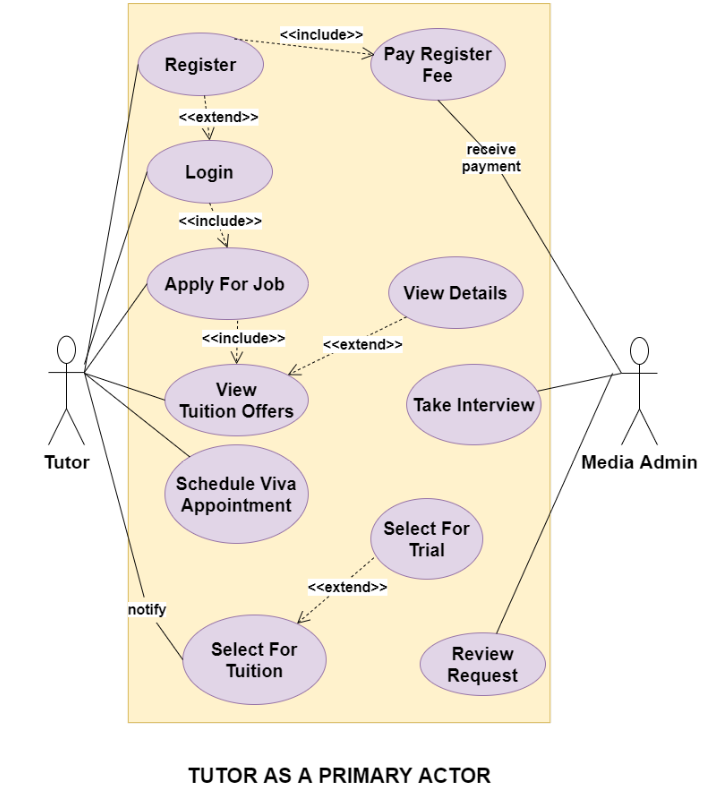 <<include>>
Register
Pay Register
Fee
<<extend>>
receive
payment
Login
<<include>>
Apply For Job
View Details
<<include>>
<<extend>>
View
Tuition Offers
Take Interview
Tutor
Media Admin
Schedule Viva
Appointment
Select For
Trial
<<extend>>
notify
Select For
Tuition
Review
Request
TUTOR AS A PRIMARY ACTOR